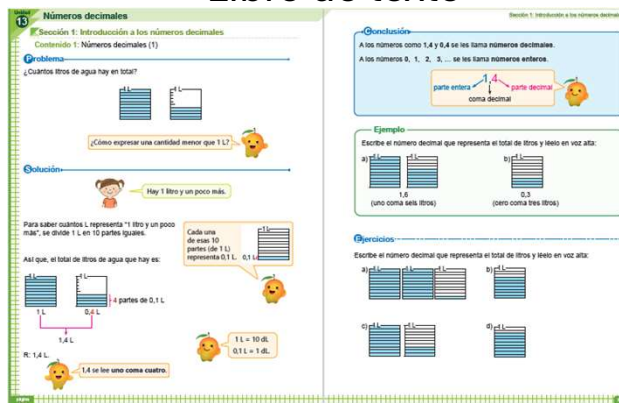 Unidad
13
Números decimales
Sección 1: Introducción a los números decimales
Contenido 1: Números decimales (1)
Problema
¿Cuántos litros de agua hay en total?
1 L
1 L
¿Cómo expresar una cantidad menor que 1 L?
Solución
Hay 1 litro y un poco más.
Para saber cuántos L representa "1 litro y un poco
más", se divide 1 L en 10 partes iguales.
Cada una
de esas 10
partes (de 1 L)
representa 0,1 L.
1 L
0,1 L
Así que, el total de litros de agua que hay es:
1 L
1 L
4 partes de 0,1 L
1 L
0,4 L
1,4 L
R: 1,4 L.
1 L = 10 dL
0,1 L = 1 dL
1,4 se lee uno coma cuatro.
página
Sección 1: Introducción a los números decimales
Conclusión
A los números como 1,4 y 0,4 se les llama números decimales.
A los números 0, 1, 2, 3, ... se les llama números enteros.
1,4
parte entera
parte decimal
coma decimal
Ejemplo
Escribe el número decimal que representa el total de litros y léelo en voz alta:
a)
1 L
1 L
b)
1 L
1,6
(uno coma seis litros)
0,3
(cero coma tres litros)
Ejercicios
Escribe el número decimal que representa el total de litros y léelo en voz alta:
a)
1 L
1 L
1 L
b)
1 L
c)
1 L
1 L
d)
1 L